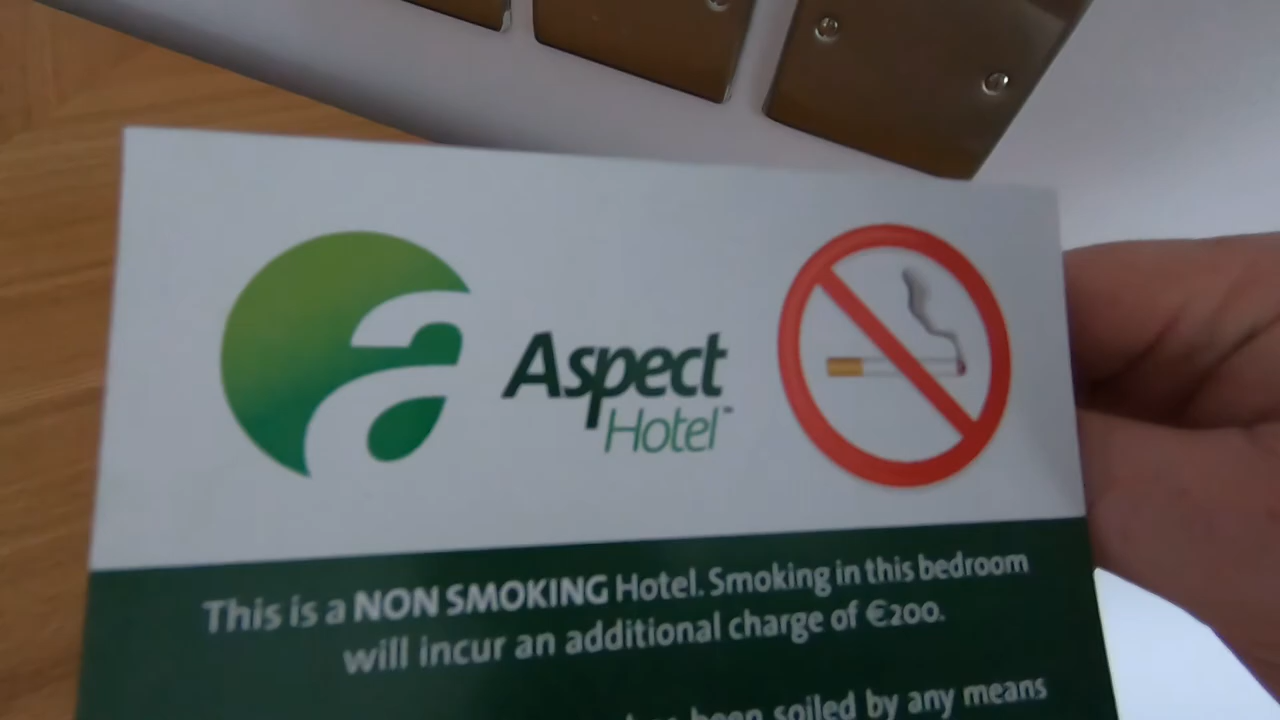 Aspect
Hotel™
This is a NON SMOKING Hotel. Smoking in this bedroom
will incur an additional charge of €200.
been soiled by any means